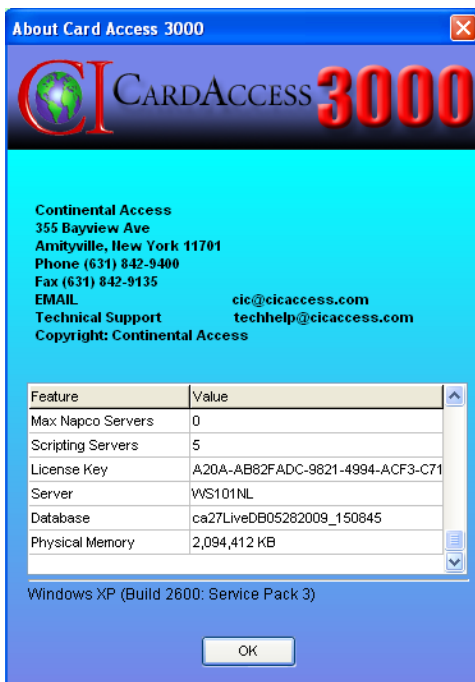 About Card Access 3000
CI CARDACCESS 3000
Continental Access
355 Bayview Ave
Amityville, New York 11701
Phone (631) 842-9400
Fax (631) 842-9135
EMAIL cic@cicaccess.com
Technical Support techhelp@cicaccess.com
Copyright: Continental Access
Feature Value
Max Napco Servers 0
Scripting Servers 5
License Key A20A-AB82FADC-9821-4994-ACF3-C71
Server WS101NL
Database ca27LiveDB05282009_150845
Physical Memory 2,094,412 KB
Windows XP (Build 2600: Service Pack 3)
OK